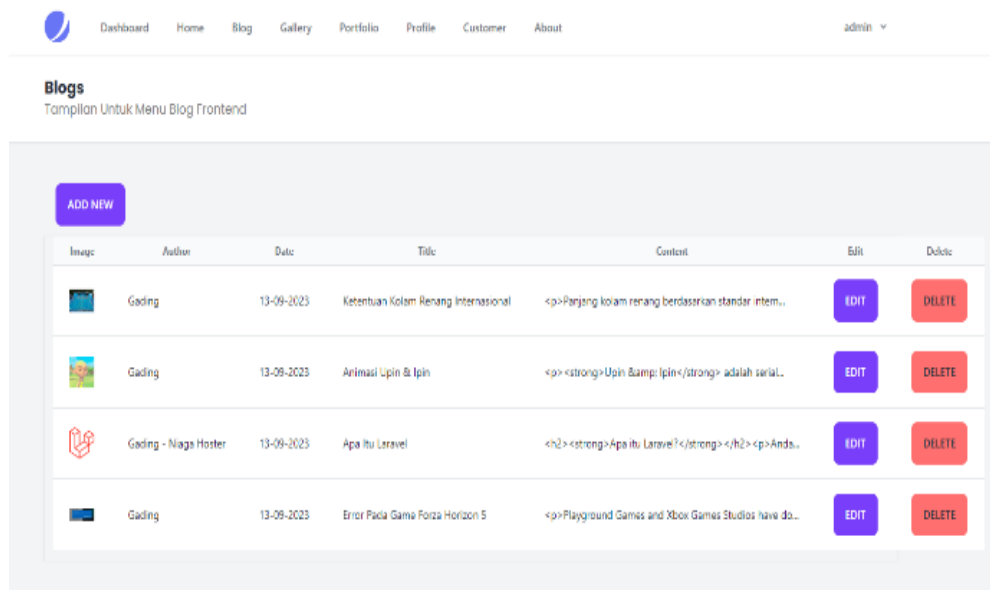 Dashboard Home Blog Gallery Portfolio Profile Customer About admin
Blogs
Tampilan Untuk Menu Blog Frontend
ADD NEW
Image Author Date Title Content Edit Delete
Gading 13-09-2023 Ketentuan Kolam Renang Internasional <p>Panjang kolam renang berdasarkan standar intern... EDIT DELETE
Gading 13-09-2023 Animasi Upin & Ipin <p><strong>Upin &amp; Ipin</strong> adalah serial... EDIT DELETE
Gading - Niaga Hoster 13-09-2023 Apa Itu Laravel <h2><strong>Apa itu Laravel?</strong></h2><p>Anda... EDIT DELETE
Gading 13-09-2023 Error Pada Game Forza Horizon 5 <p>Playground Games and Xbox Games Studios have do... EDIT DELETE